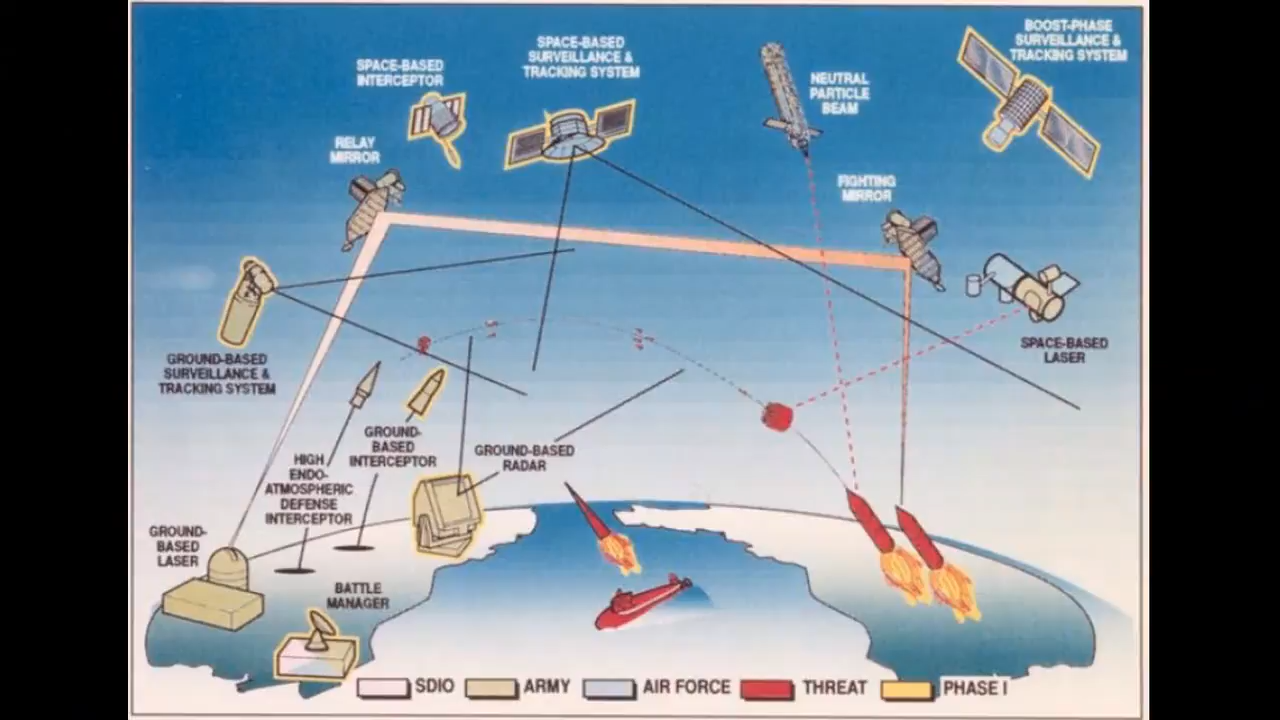 BOOST-PHASE
SURVEILLANCE &
TRACKING SYSTEM
SPACE-BASED
SURVEILLANCE &
TRACKING SYSTEM
SPACE-BASED
INTERCEPTOR
NEUTRAL
PARTICLE
BEAM
RELAY
MIRROR
FIGHTING
MIRROR
SPACE-BASED
LASER
GROUND-BASED
SURVEILLANCE &
TRACKING SYSTEM
GROUND-
BASED
INTERCEPTOR
GROUND-BASED
RADAR
HIGH
ENDO-
ATMOSPHERIC
DEFENSE
INTERCEPTOR
GROUND-
BASED
LASER
BATTLE
MANAGER
SDIO
ARMY
AIR FORCE
THREAT
PHASE I